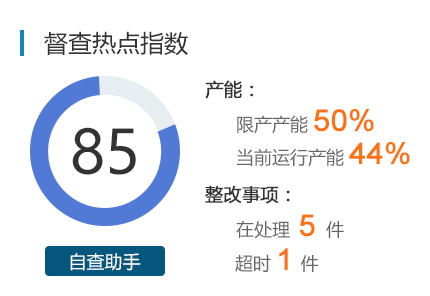 督查热点指数
85
自查助手
产能：
限产产能 50%
当前运行产能 44%
整改事项：
在处理 5 件
超时 1 件